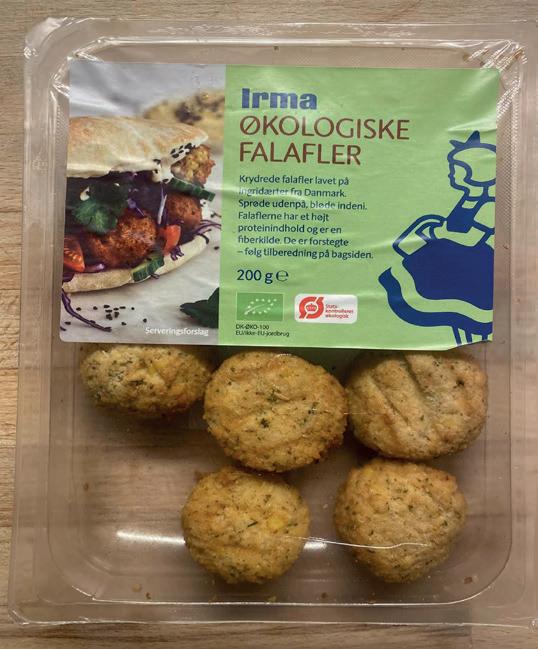 Irma
ØKOLOGISKE
FALAFLER
Krydrede falafler lavet på
ingridærter fra Danmark.
Sprøde udenpå, bløde indeni.
Falaflerne har et højt
proteinindhold og er en
fiberkilde. De er forstegte
– følg tilberedning på bagsiden.
200 g ℮
DK-ØKO-100
EU/ikke-EU-jordbrug
Stats-
kontrolleret
økologisk
Serveringsforslag